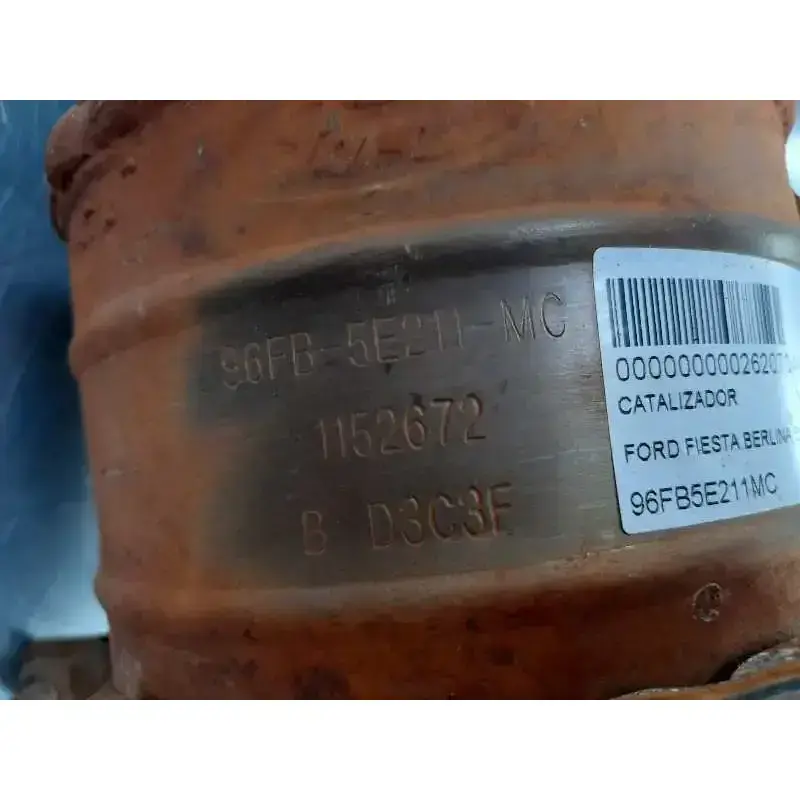 96FB-5E211-MC
1152672
B D3C3F
CATALIZADOR
FORD FIESTA BERLINA
96FB5E211MC